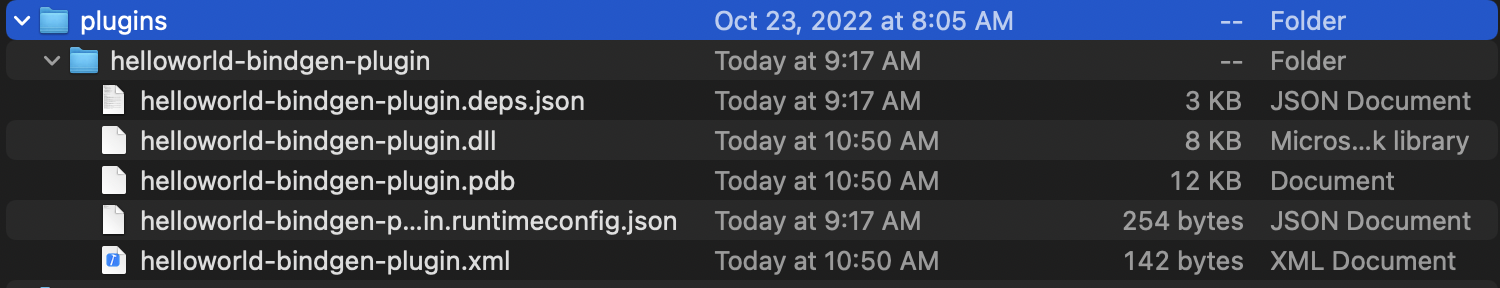 plugins Oct 23, 2022 at 8:05 AM -- Folder
helloworld-bindgen-plugin Today at 9:17 AM -- Folder
helloworld-bindgen-plugin.deps.json Today at 9:17 AM 3 KB JSON Document
helloworld-bindgen-plugin.dll Today at 10:50 AM 8 KB Micros...k library
helloworld-bindgen-plugin.pdb Today at 10:50 AM 12 KB Document
helloworld-bindgen-p...in.runtimeconfig.json Today at 9:17 AM 254 bytes JSON Document
helloworld-bindgen-plugin.xml Today at 10:50 AM 142 bytes XML Document